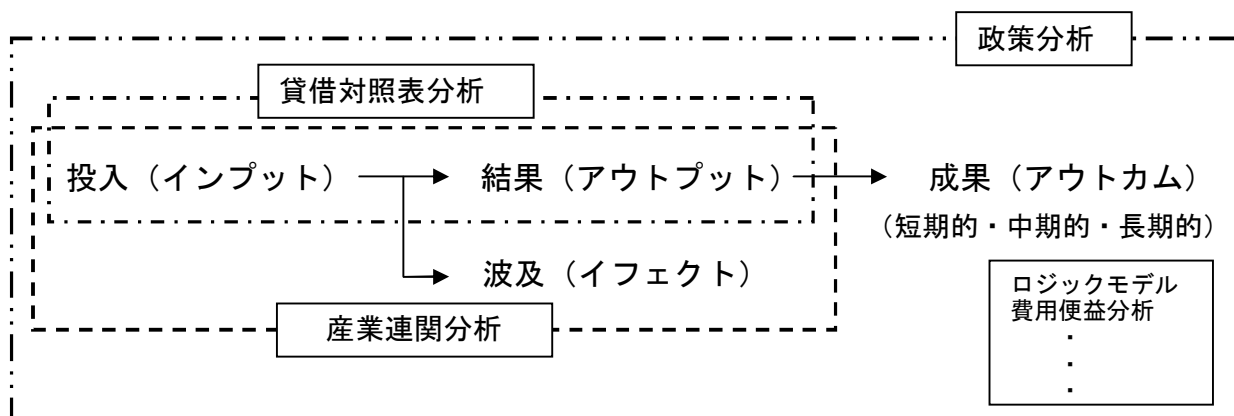 政策分析
貸借対照表分析
投入（インプット）
結果（アウトプット）
成果（アウトカム）
（短期的・中期的・長期的）
波及（イフェクト）
ロジックモデル
費用便益分析
・
・
・
産業連関分析